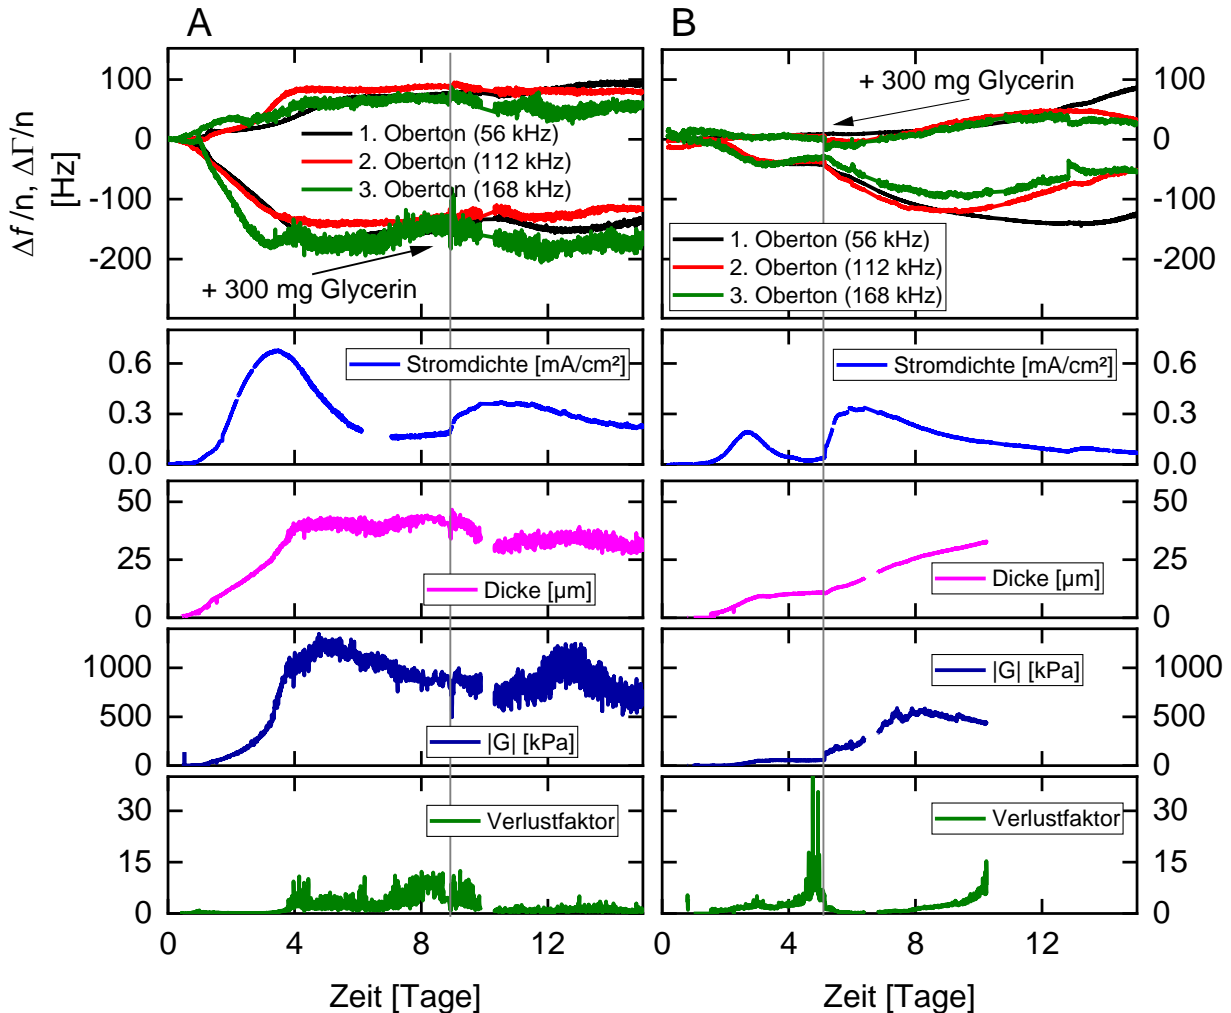 A
B
Δf /n, ΔΓ/n
[Hz]
100
0
-100
-200
+ 300 mg Glycerin
1. Oberton (56 kHz)
2. Oberton (112 kHz)
3. Oberton (168 kHz)
+ 300 mg Glycerin
1. Oberton (56 kHz)
2. Oberton (112 kHz)
3. Oberton (168 kHz)
100
0
-100
-200
0.6
0.3
0.0
Stromdichte [mA/cm²]
Stromdichte [mA/cm²]
0.6
0.3
0.0
50
25
0
Dicke [µm]
Dicke [µm]
50
25
0
1000
500
0
|G| [kPa]
|G| [kPa]
1000
500
0
30
15
0
Verlustfaktor
Verlustfaktor
30
15
0
0 4 8 12
0 4 8 12
Zeit [Tage]
Zeit [Tage]